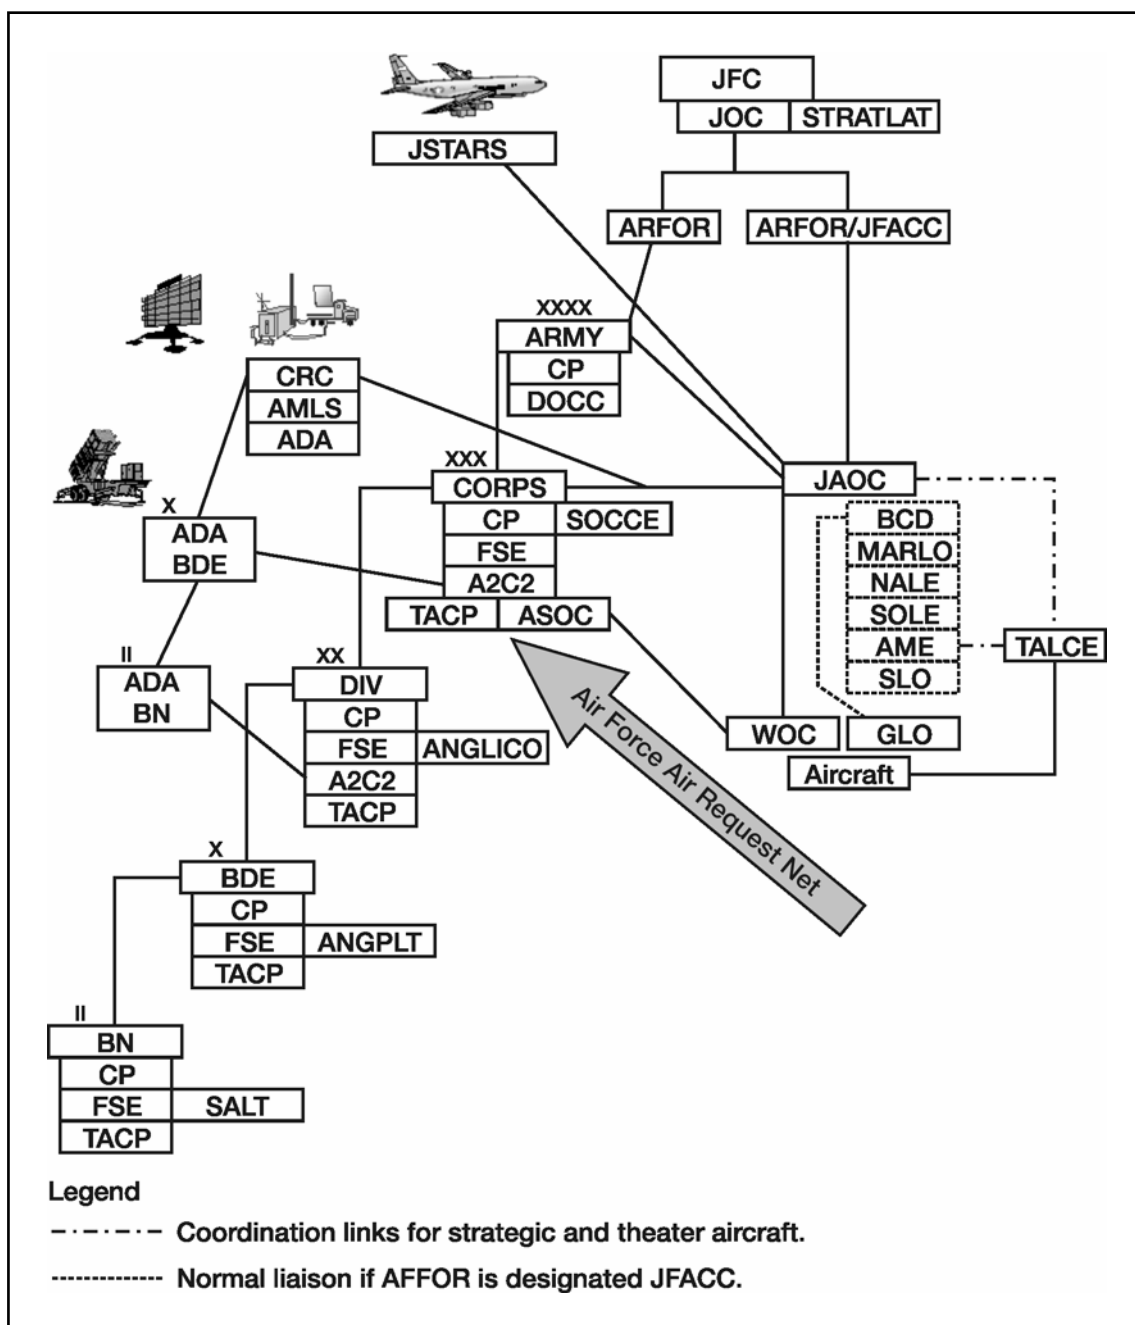 JFC
JOC STRATLAT
JSTARS
ARFOR ARFOR/JFACC
XXXX
ARMY
CP
DOCC
CRC
AMLS
ADA
XXX
CORPS
CP SOCCE
FSE
A2C2
TACP ASOC
JAOC
BCD
MARLO
NALE
SOLE
AME
SLO
TALCE
WOC GLO
Aircraft
X
ADA
BDE
II
ADA
BN
XX
DIV
CP
FSE ANGLICO
A2C2
TACP
Air Force Air Request Net
X
BDE
CP
FSE ANGPLT
TACP
II
BN
CP
FSE SALT
TACP
Legend
Coordination links for strategic and theater aircraft.
Normal liaison if AFFOR is designated JFACC.